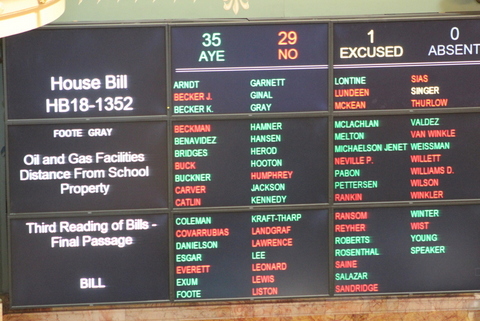 35 29 1 0
AYE NO EXCUSED ABSENT
House Bill
HB18-1352
ARNDT GARNETT LONTINE SIAS
BECKER J. GINAL LUNDEEN SINGER
BECKER K. GRAY MCKEAN THURLOW
FOOTE GRAY
Oil and Gas Facilities
Distance From School
Property
BECKMAN HAMNER MCLACHLAN VALDEZ
BENAVIDEZ HANSEN MELTON VAN WINKLE
BRIDGES HEROD MICHAELSON JENET WEISSMAN
BUCK HOOTON NEVILLE P. WILLETT
BUCKNER HUMPHREY PABON WILLIAMS D.
CARVER JACKSON PETTERSEN WILSON
CATLIN KENNEDY RANKIN WINKLER
Third Reading of Bills -
Final Passage
BILL
COLEMAN KRAFT-THARP RANSOM WINTER
COVARRUBIAS LANDGRAF REYHER WIST
DANIELSON LAWRENCE ROBERTS YOUNG
ESGAR LEE ROSENTHAL SPEAKER
EVERETT LEONARD SAINE
EXUM LEWIS SALAZAR
FOOTE LISTON SANDRIDGE